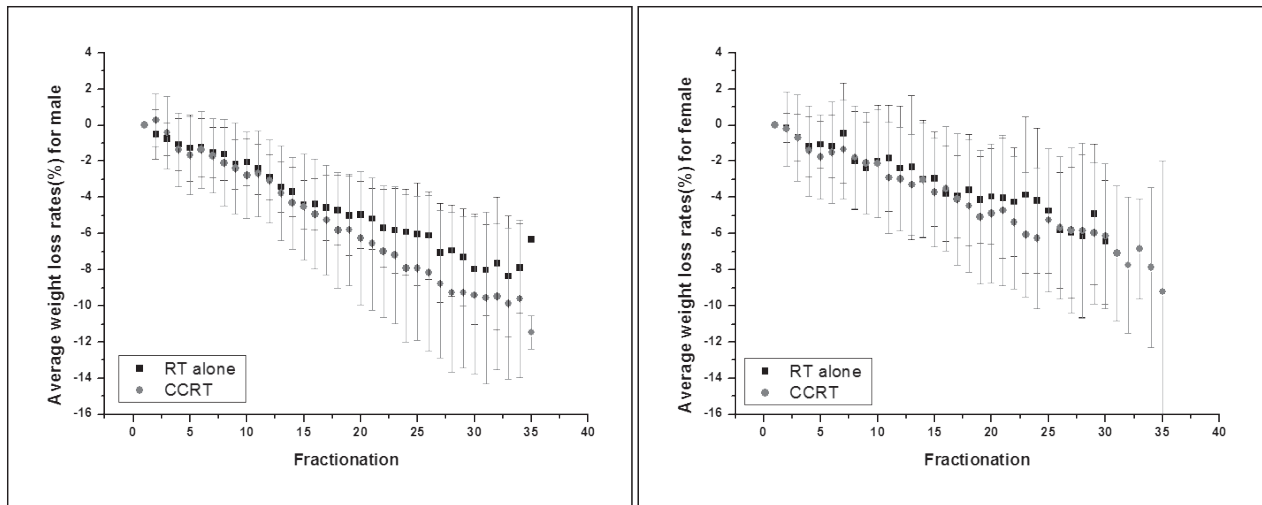 Average weight loss rates(%) for male
4
2
0
-2
-4
-6
-8
-10
-12
-14
-16
RT alone
CCRT
0 5 10 15 20 25 30 35 40
Fractionation
Average weight loss rates(%) for female
4
2
0
-2
-4
-6
-8
-10
-12
-14
-16
RT alone
CCRT
0 5 10 15 20 25 30 35 40
Fractionation